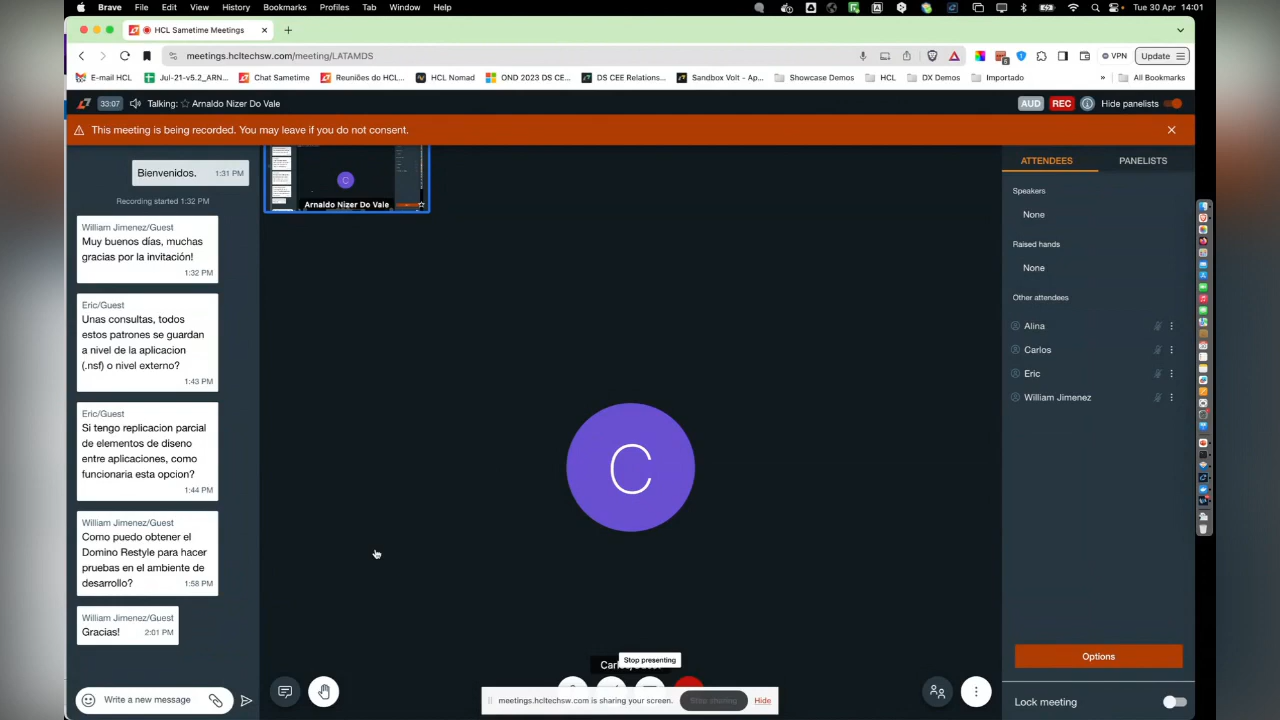 Brave File Edit View History Bookmarks Profiles Tab Window Help
Tue 30 Apr 14:01
HCL Sametime Meetings
meetings.hcltechsw.com/meeting/LATAMDS
VPN
Update
E-mail HCL
Jul-21-v5.2_ARN...
Chat Sametime
Reuniões do HCL...
HCL Nomad
OND 2023 DS CE...
DS CEE Relations...
Sandbox Volt - Ap...
Showcase Demos
HCL
DX Demos
Importado
»
All Bookmarks
33:07
Talking: ☆ Arnaldo Nizer Do Vale
AUD
REC
Hide panelists
This meeting is being recorded. You may leave if you do not consent.
Bienvenidos. 1:31 PM
Recording started 1:32 PM
William Jimenez/Guest
Muy buenos días, muchas
gracias por la invitación!
1:32 PM
Eric/Guest
Unas consultas, todos
estos patrones se guardan
a nivel de la aplicacion
(.nsf) o nivel externo?
1:43 PM
Eric/Guest
Si tengo replicacion parcial
de elementos de diseno
entre aplicaciones, como
funcionaria esta opcion?
1:44 PM
William Jimenez/Guest
Como puedo obtener el
Domino Restyle para hacer
pruebas en el ambiente de
desarrollo?
1:58 PM
William Jimenez/Guest
Gracias! 2:01 PM
Write a new message
C
Arnaldo Nizer Do Vale
C
Stop presenting
meetings.hcltechsw.com is sharing your screen.
Stop sharing
Hide
ATTENDEES
PANELISTS
Speakers
None
Raised hands
None
Other attendees
Alina
Carlos
Eric
William Jimenez
Options
Lock meeting